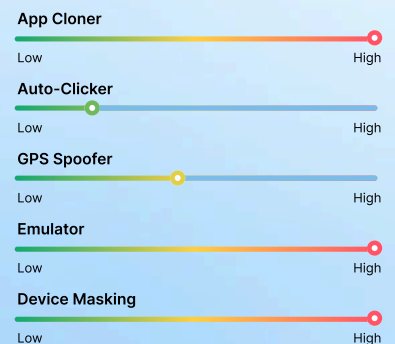 App Cloner
Low High
Auto-Clicker
Low High
GPS Spoofer
Low High
Emulator
Low High
Device Masking
Low High